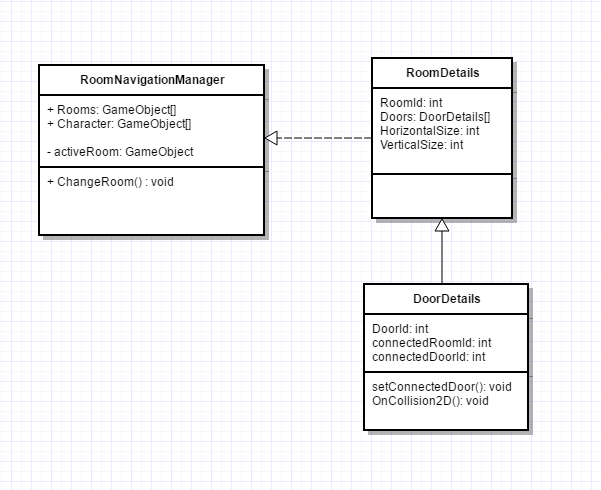 RoomNavigationManager
+ Rooms: GameObject[]
+ Character: GameObject[]
- activeRoom: GameObject
+ ChangeRoom() : void
RoomDetails
RoomId: int
Doors: DoorDetails[]
HorizontalSize: int
VerticalSize: int
DoorDetails
DoorId: int
connectedRoomId: int
connectedDoorId: int
setConnectedDoor(): void
OnCollision2D(): void